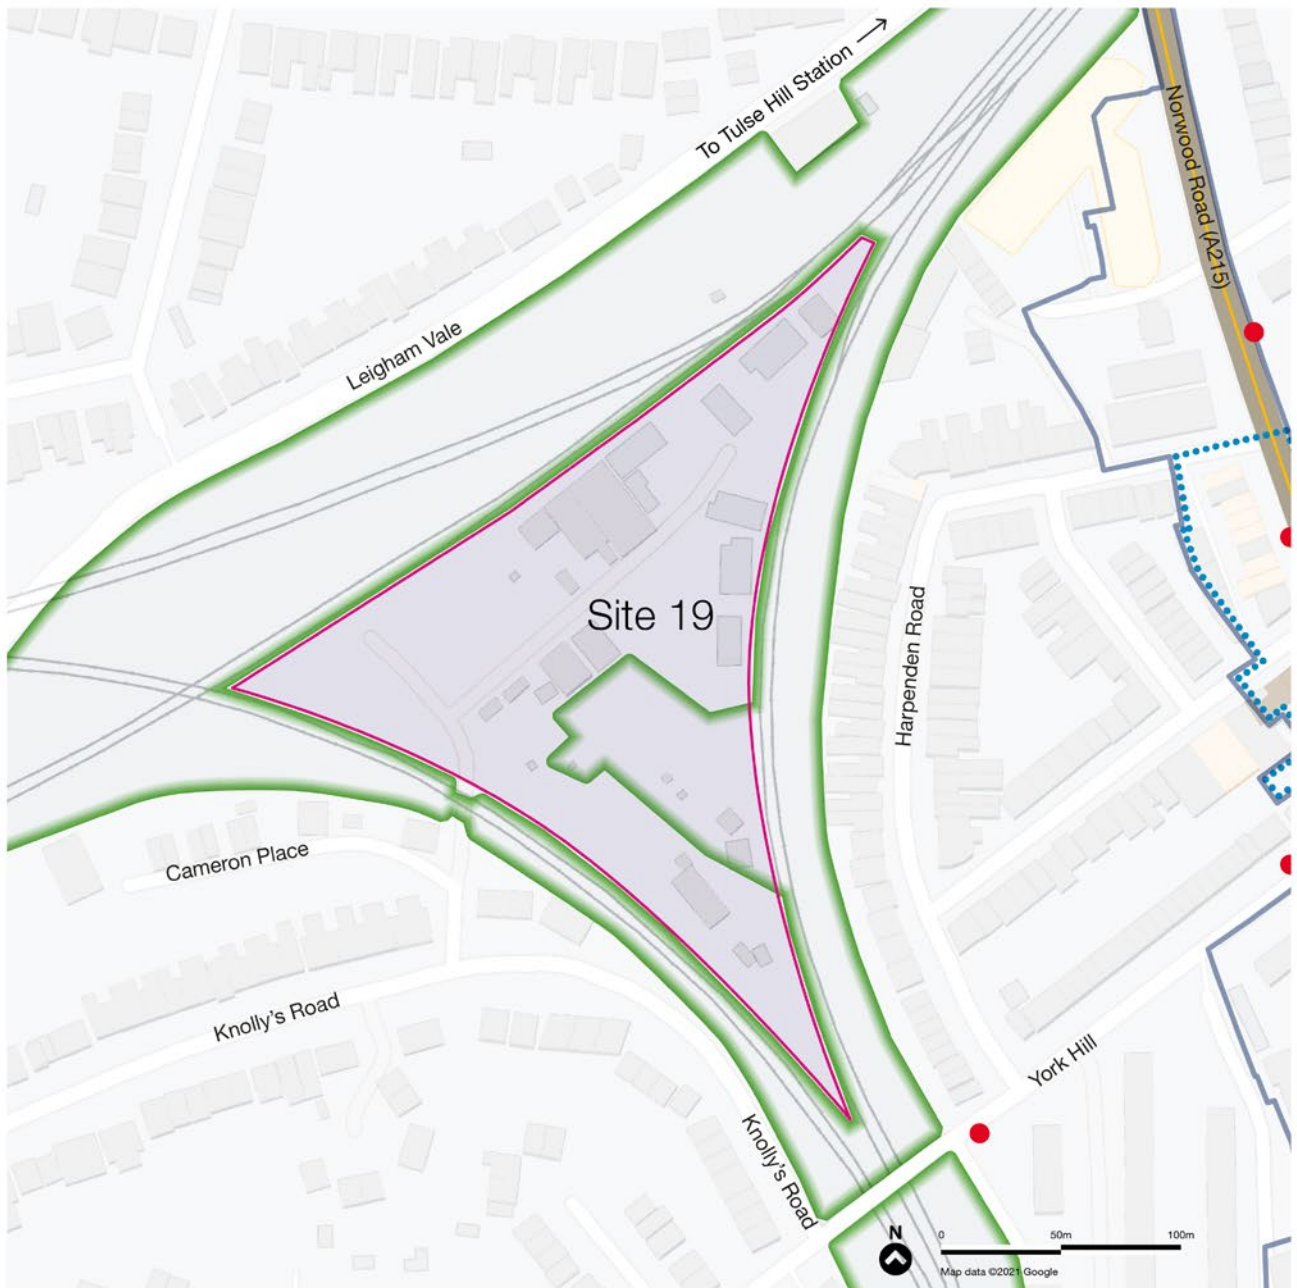 To Tulse Hill Station →
Norwood Road (A215)
Leigham Vale
Site 19
Harpenden Road
Cameron Place
Knolly's Road
York Hill
Knolly's Road
N
0 50m 100m
Map data ©2021 Google